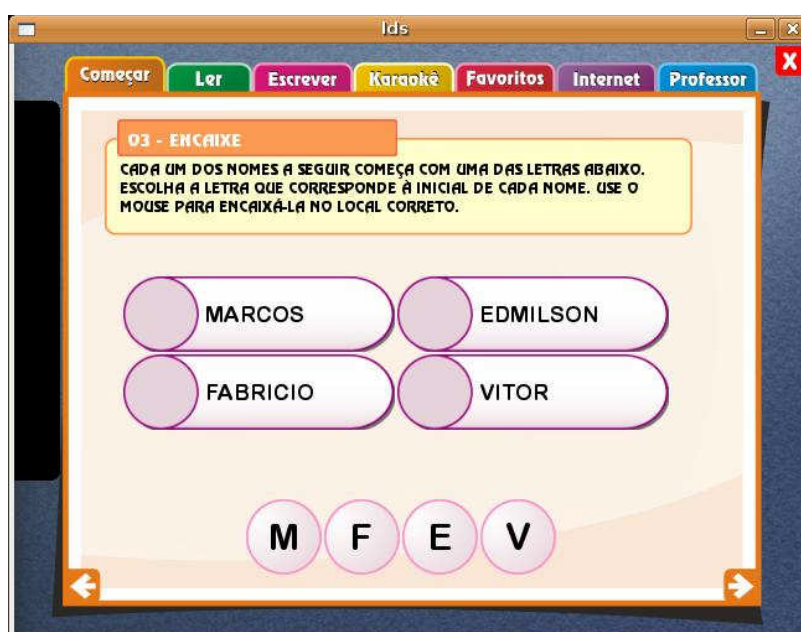 lds
X
Começar Ler Escrever Karaokê Favoritos Internet Professor
03 - ENCAIXE
CADA UM DOS NOMES A SEGUIR COMEÇA COM UMA DAS LETRAS ABAIXO.
ESCOLHA A LETRA QUE CORRESPONDE À INICIAL DE CADA NOME. USE O
MOUSE PARA ENCAIXÁ-LA NO LOCAL CORRETO.
MARCOS EDMILSON
FABRICIO VITOR
M F E V